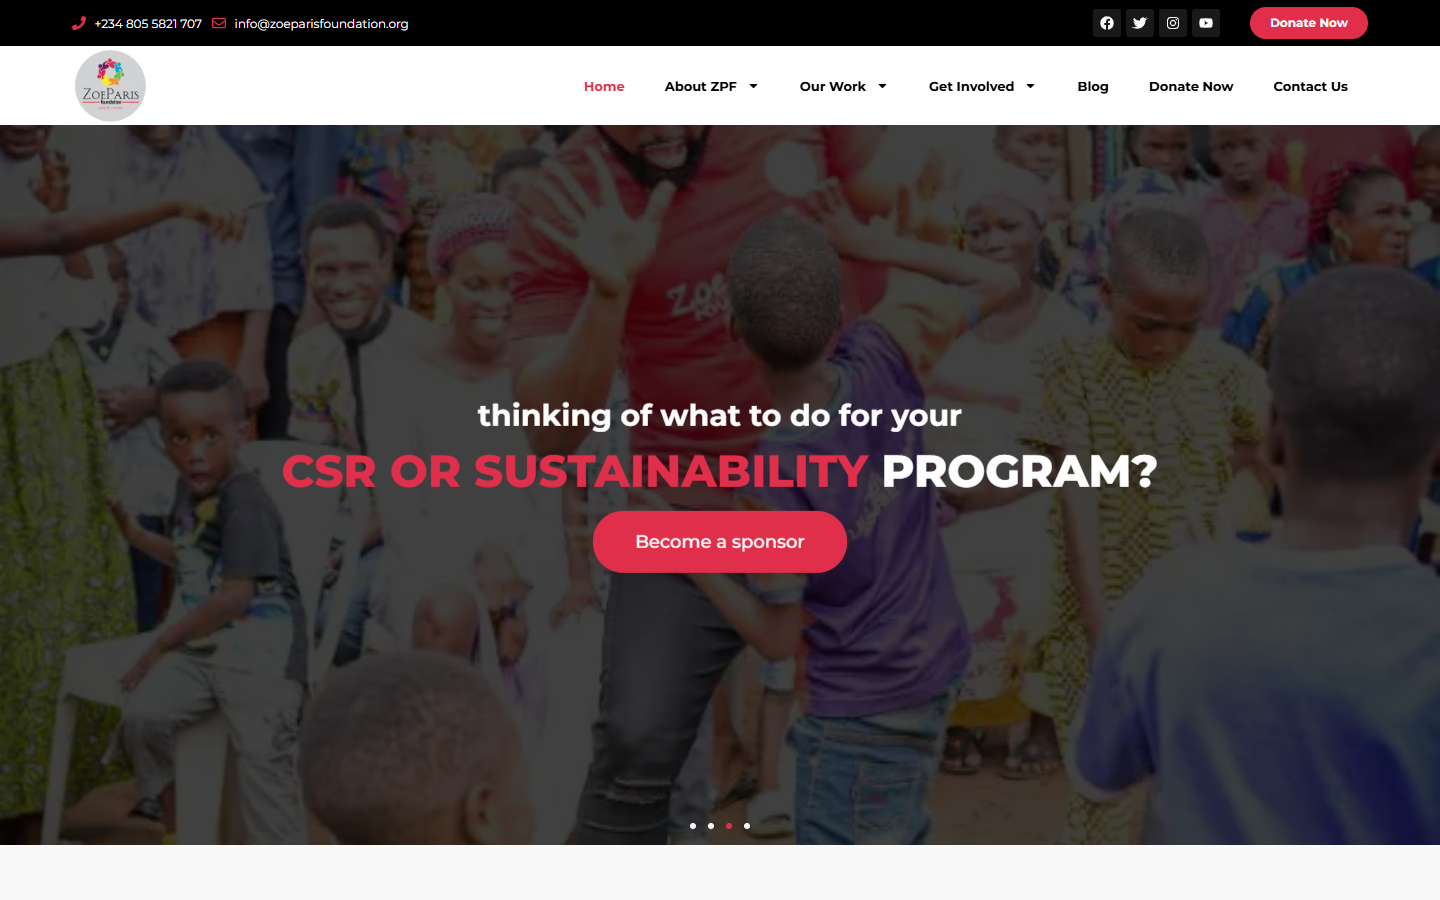 +234 805 5821 707
info@zoeparisfoundation.org
Donate Now
ZOEPARIS
foundation
Home
About ZPF
Our Work
Get Involved
Blog
Donate Now
Contact Us
thinking of what to do for your
CSR OR SUSTAINABILITY PROGRAM?
Become a sponsor